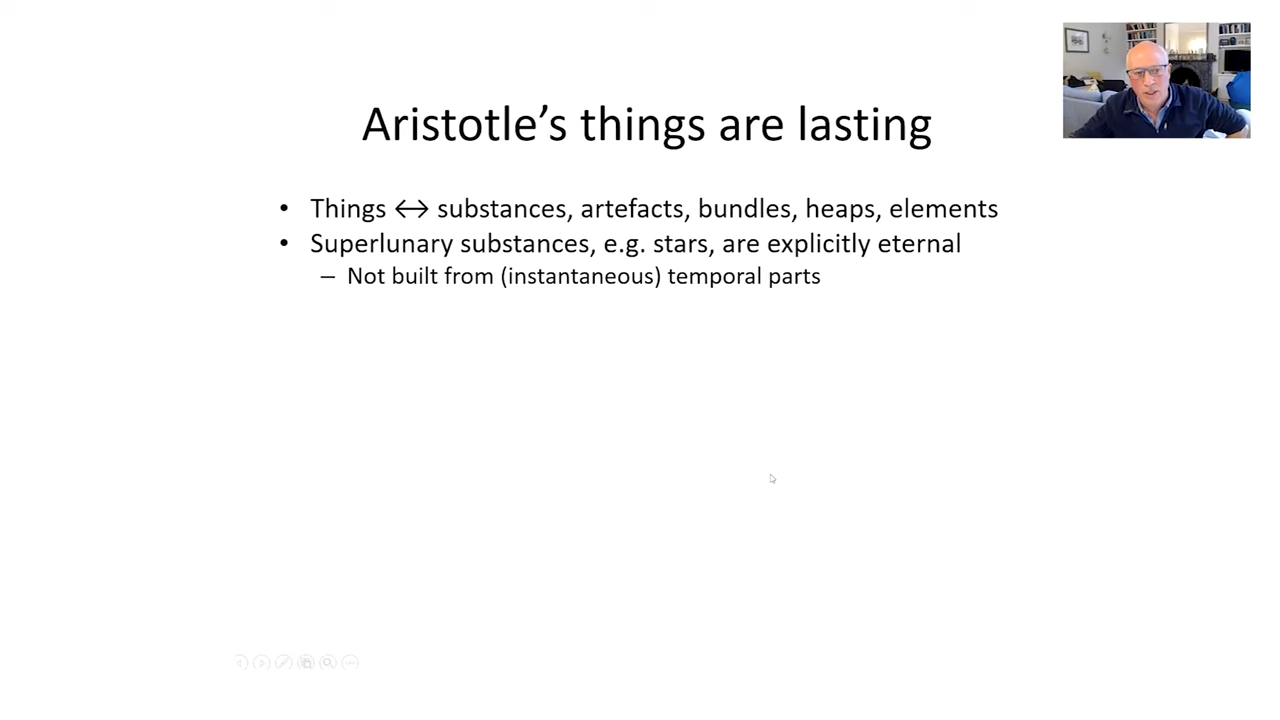 Aristotle’s things are lasting
• Things ↔ substances, artefacts, bundles, heaps, elements
• Superlunary substances, e.g. stars, are explicitly eternal
– Not built from (instantaneous) temporal parts